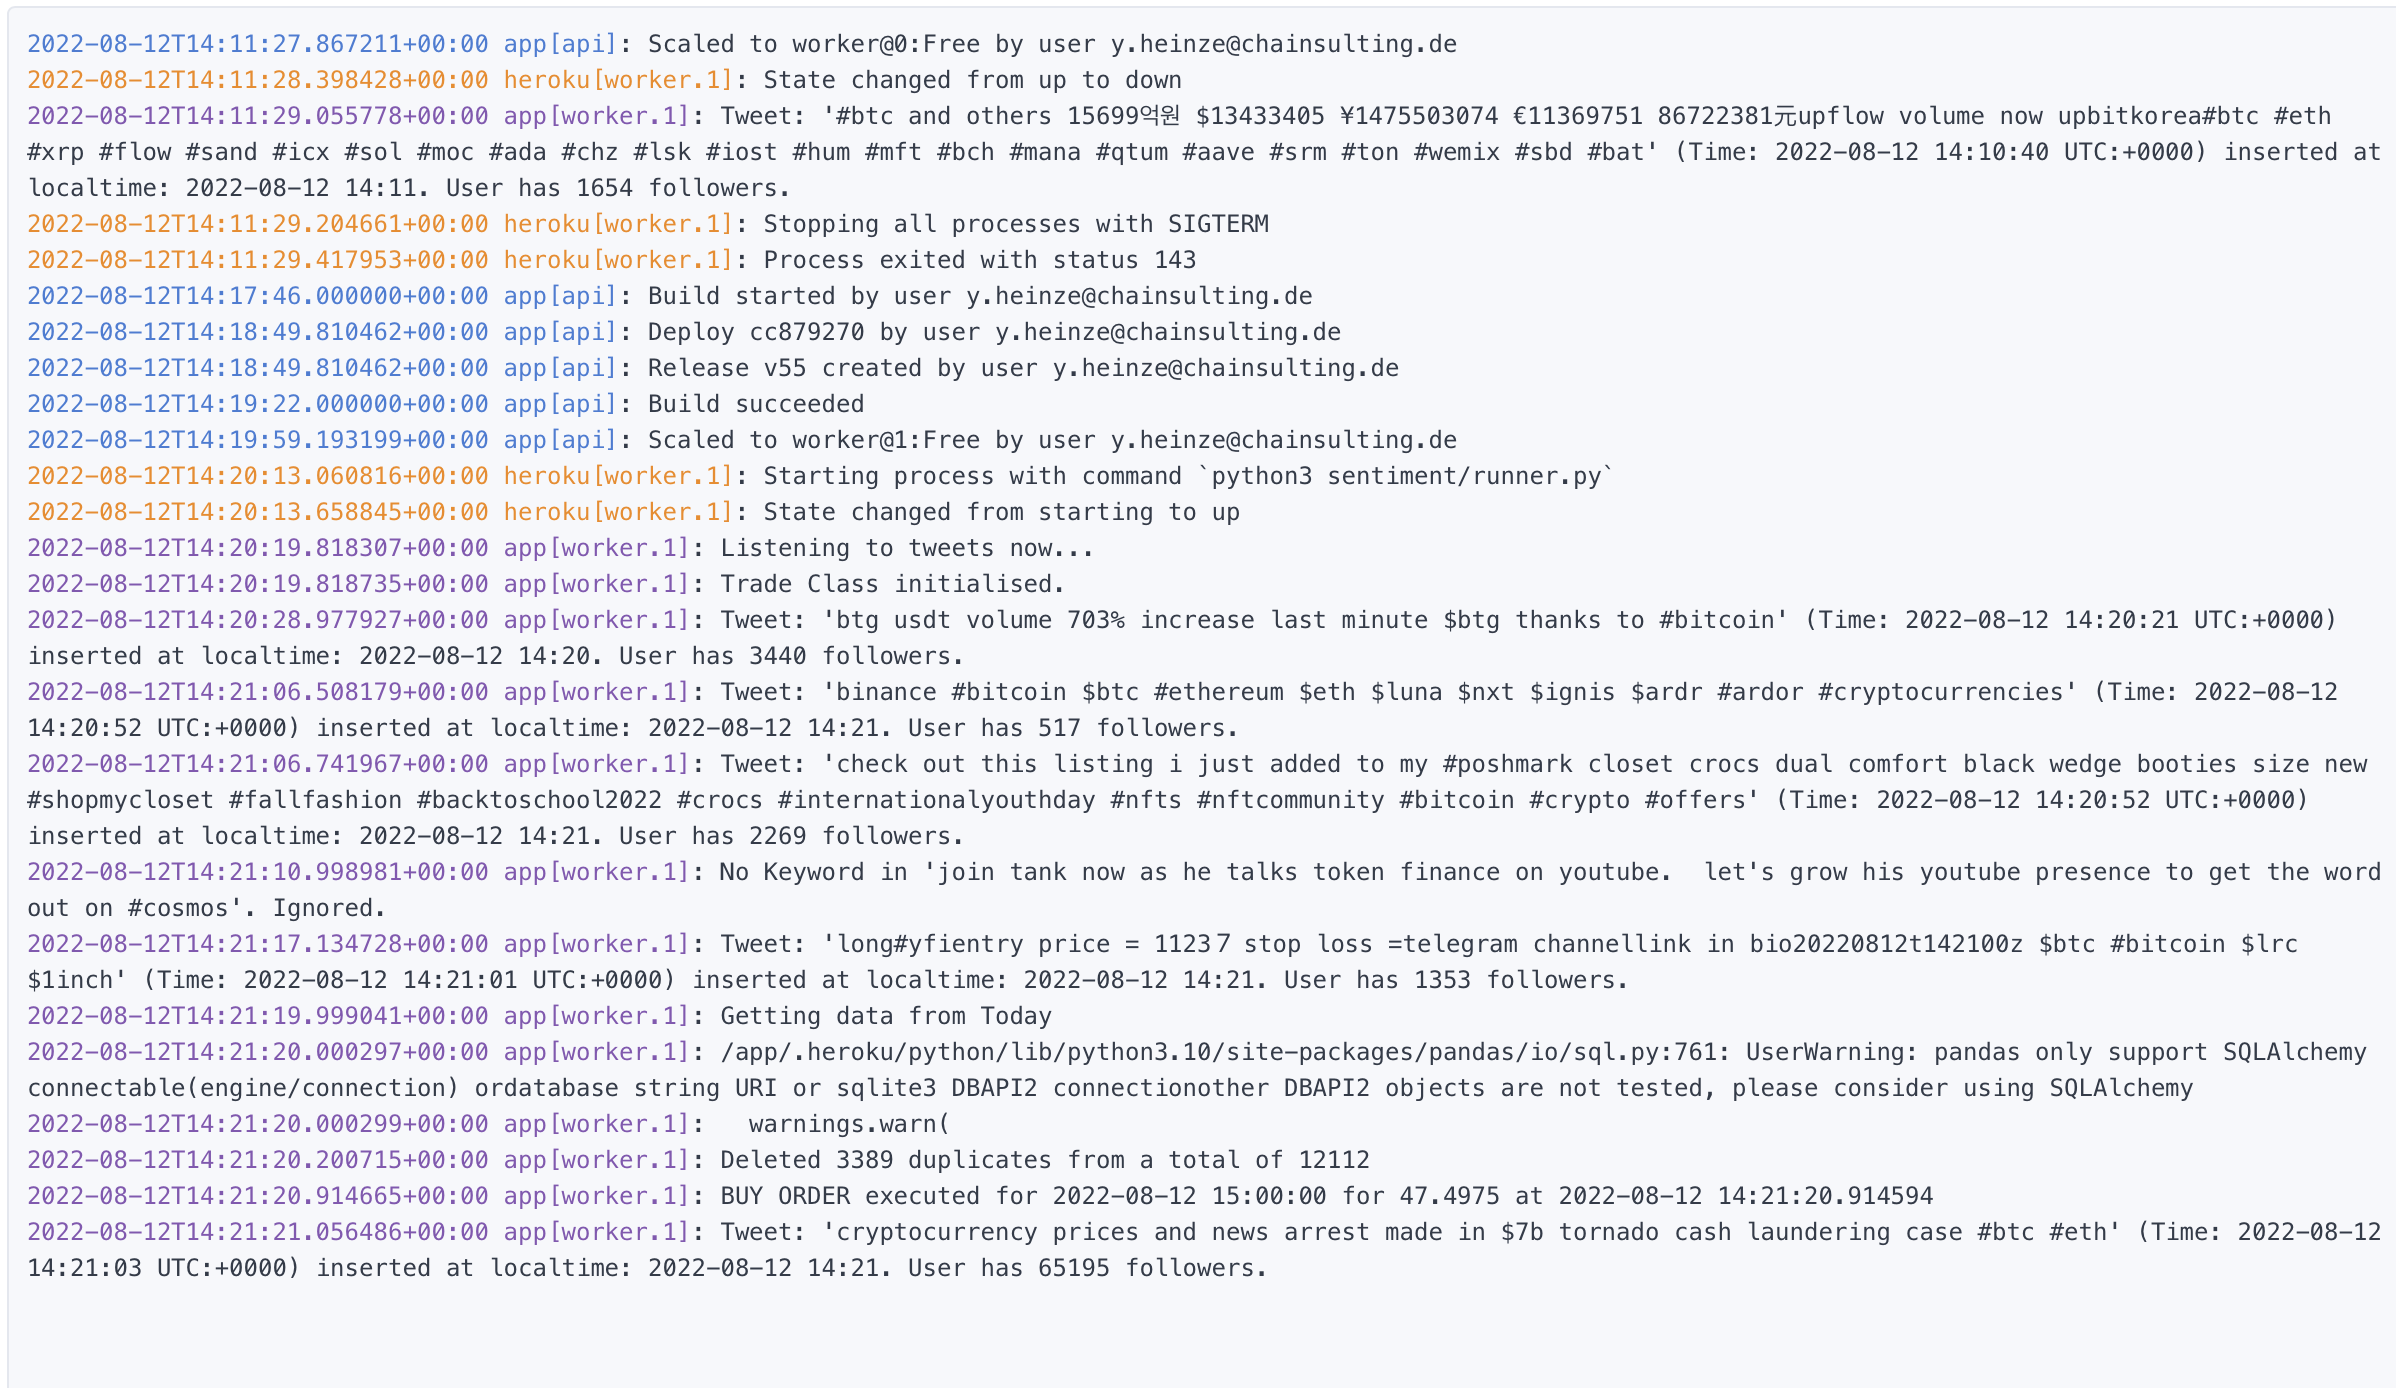 2022-08-12T14:11:27.867211+00:00 app[api]: Scaled to worker@0:Free by user y.heinze@chainsulting.de
2022-08-12T14:11:28.398428+00:00 heroku[worker.1]: State changed from up to down
2022-08-12T14:11:29.055778+00:00 app[worker.1]: Tweet: '#btc and others 15699억원 $13433405 ¥1475503074 €11369751 86722381元upflow volume now upbitkorea#btc #eth
#xrp #flow #sand #icx #sol #moc #ada #chz #lsk #iost #hum #mft #bch #mana #qtum #aave #srm #ton #wemix #sbd #bat' (Time: 2022-08-12 14:10:40 UTC:+0000) inserted at
localtime: 2022-08-12 14:11. User has 1654 followers.
2022-08-12T14:11:29.204661+00:00 heroku[worker.1]: Stopping all processes with SIGTERM
2022-08-12T14:11:29.417953+00:00 heroku[worker.1]: Process exited with status 143
2022-08-12T14:17:46.000000+00:00 app[api]: Build started by user y.heinze@chainsulting.de
2022-08-12T14:18:49.810462+00:00 app[api]: Deploy cc879270 by user y.heinze@chainsulting.de
2022-08-12T14:18:49.810462+00:00 app[api]: Release v55 created by user y.heinze@chainsulting.de
2022-08-12T14:19:22.000000+00:00 app[api]: Build succeeded
2022-08-12T14:19:59.193199+00:00 app[api]: Scaled to worker@1:Free by user y.heinze@chainsulting.de
2022-08-12T14:20:13.060816+00:00 heroku[worker.1]: Starting process with command `python3 sentiment/runner.py`
2022-08-12T14:20:13.658845+00:00 heroku[worker.1]: State changed from starting to up
2022-08-12T14:20:19.818307+00:00 app[worker.1]: Listening to tweets now...
2022-08-12T14:20:19.818735+00:00 app[worker.1]: Trade Class initialised.
2022-08-12T14:20:28.977927+00:00 app[worker.1]: Tweet: 'btg usdt volume 703% increase last minute $btg thanks to #bitcoin' (Time: 2022-08-12 14:20:21 UTC:+0000)
inserted at localtime: 2022-08-12 14:20. User has 3440 followers.
2022-08-12T14:21:06.508179+00:00 app[worker.1]: Tweet: 'binance #bitcoin $btc #ethereum $eth $luna $nxt $ignis $ardr #ardor #cryptocurrencies' (Time: 2022-08-12
14:20:52 UTC:+0000) inserted at localtime: 2022-08-12 14:21. User has 517 followers.
2022-08-12T14:21:06.741967+00:00 app[worker.1]: Tweet: 'check out this listing i just added to my #poshmark closet crocs dual comfort black wedge booties size new
#shopmycloset #fallfashion #backtoschool2022 #crocs #internationalyouthday #nfts #nftcommunity #bitcoin #crypto #offers' (Time: 2022-08-12 14:20:52 UTC:+0000)
inserted at localtime: 2022-08-12 14:21. User has 2269 followers.
2022-08-12T14:21:10.998981+00:00 app[worker.1]: No Keyword in 'join tank now as he talks token finance on youtube.  let's grow his youtube presence to get the word
out on #cosmos'. Ignored.
2022-08-12T14:21:17.134728+00:00 app[worker.1]: Tweet: 'long#yfientry price = 11237 stop loss =telegram channellink in bio20220812t142100z $btc #bitcoin $lrc
$1inch' (Time: 2022-08-12 14:21:01 UTC:+0000) inserted at localtime: 2022-08-12 14:21. User has 1353 followers.
2022-08-12T14:21:19.999041+00:00 app[worker.1]: Getting data from Today
2022-08-12T14:21:20.000297+00:00 app[worker.1]: /app/.heroku/python/lib/python3.10/site-packages/pandas/io/sql.py:761: UserWarning: pandas only support SQLAlchemy
connectable(engine/connection) ordatabase string URI or sqlite3 DBAPI2 connectionother DBAPI2 objects are not tested, please consider using SQLAlchemy
2022-08-12T14:21:20.000299+00:00 app[worker.1]:   warnings.warn(
2022-08-12T14:21:20.200715+00:00 app[worker.1]: Deleted 3389 duplicates from a total of 12112
2022-08-12T14:21:20.914665+00:00 app[worker.1]: BUY ORDER executed for 2022-08-12 15:00:00 for 47.4975 at 2022-08-12 14:21:20.914594
2022-08-12T14:21:21.056486+00:00 app[worker.1]: Tweet: 'cryptocurrency prices and news arrest made in $7b tornado cash laundering case #btc #eth' (Time: 2022-08-12
14:21:03 UTC:+0000) inserted at localtime: 2022-08-12 14:21. User has 65195 followers.